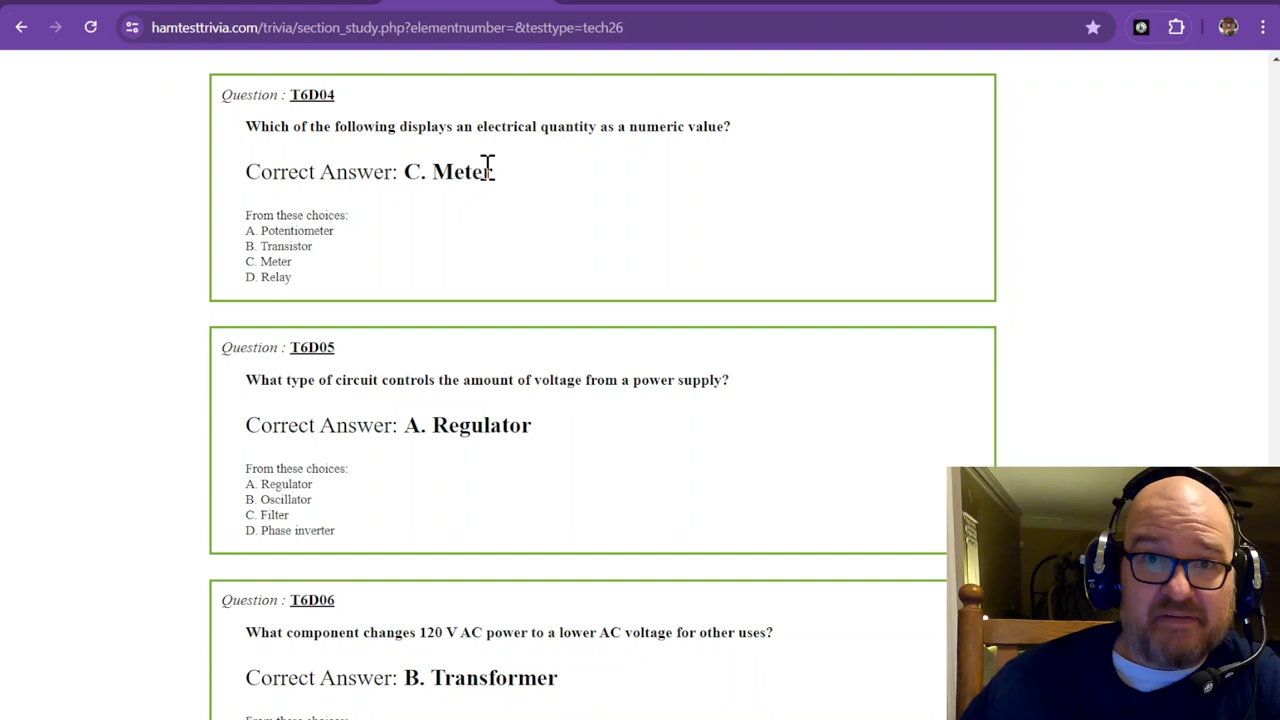 hamtesttrivia.com/trivia/section_study.php?elementnumber=&testtype=tech26
Question : T6D04
Which of the following displays an electrical quantity as a numeric value?
Correct Answer: C. Meter
From these choices:
A. Potentiometer
B. Transistor
C. Meter
D. Relay
Question : T6D05
What type of circuit controls the amount of voltage from a power supply?
Correct Answer: A. Regulator
From these choices:
A. Regulator
B. Oscillator
C. Filter
D. Phase inverter
Question : T6D06
What component changes 120 V AC power to a lower AC voltage for other uses?
Correct Answer: B. Transformer
From these choices: